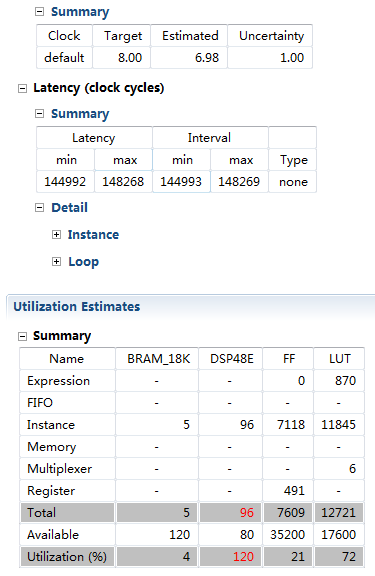 Summary
Clock Target Estimated Uncertainty
default 8.00 6.98 1.00
Latency (clock cycles)
Summary
Latency Interval
min max min max Type
144992 148268 144993 148269 none
Detail
Instance
Loop
Utilization Estimates
Summary
Name BRAM_18K DSP48E FF LUT
Expression - - 0 870
FIFO - - - -
Instance 5 96 7118 11845
Memory - - - -
Multiplexer - - - 6
Register - - 491 -
Total 5 96 7609 12721
Available 120 80 35200 17600
Utilization (%) 4 120 21 72